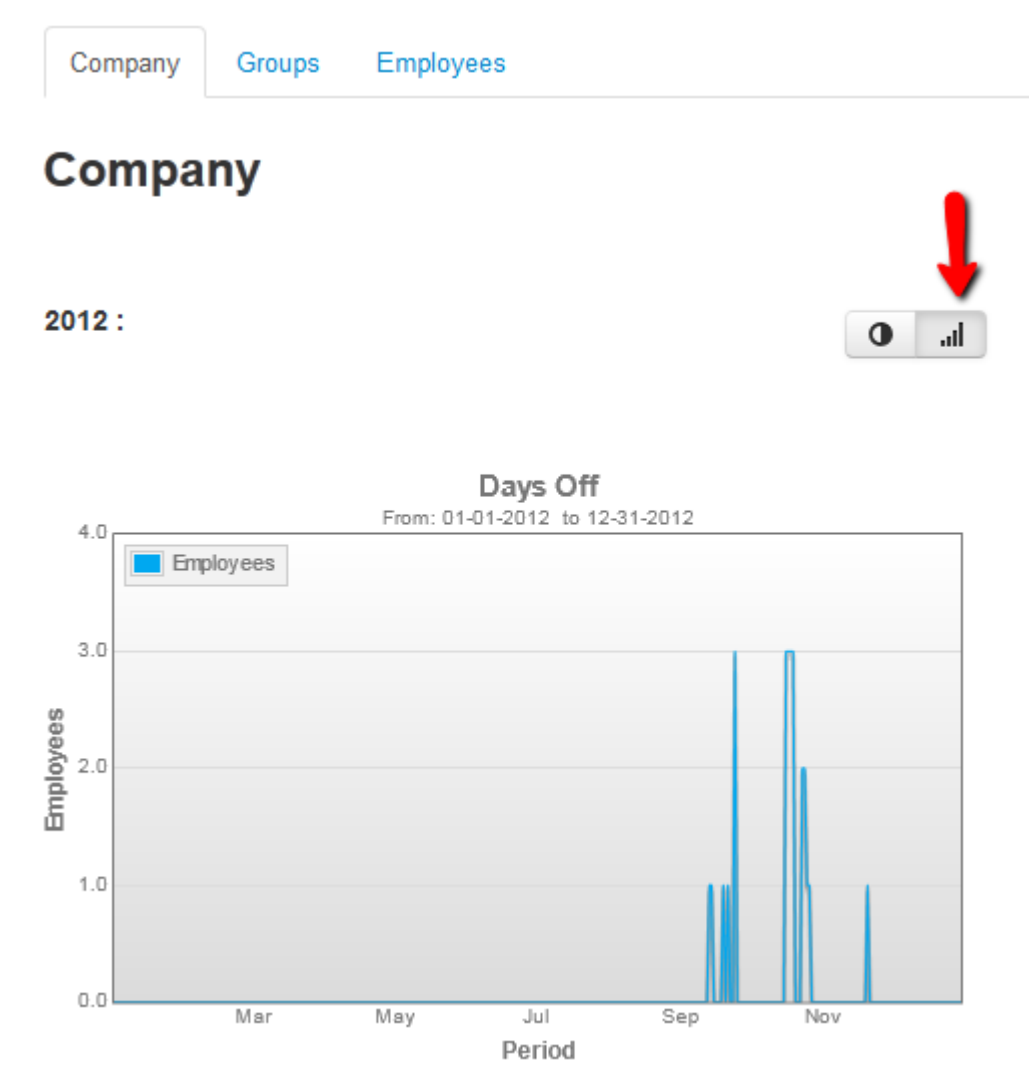 Company Groups Employees
Company
2012 :
Days Off
From: 01-01-2012 to 12-31-2012
4.0
Employees
3.0
2.0
1.0
0.0
Employees
Mar May Jul Sep Nov
Period